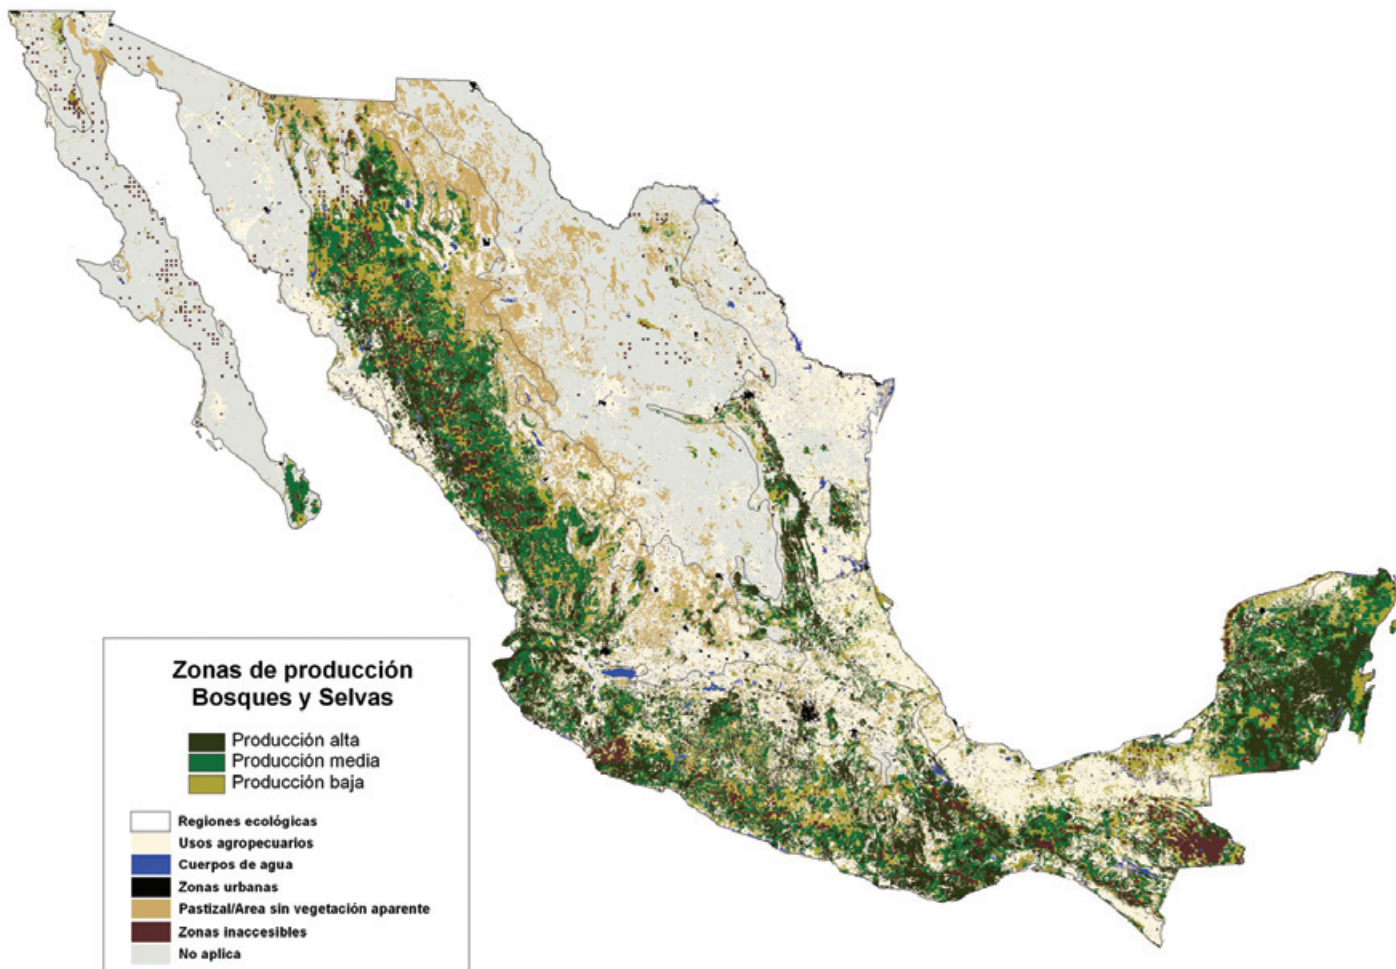 Zonas de producción
Bosques y Selvas
Producción alta
Producción media
Producción baja
Regiones ecológicas
Usos agropecuarios
Cuerpos de agua
Zonas urbanas
Pastizal/Area sin vegetación aparente
Zonas inaccesibles
No aplica